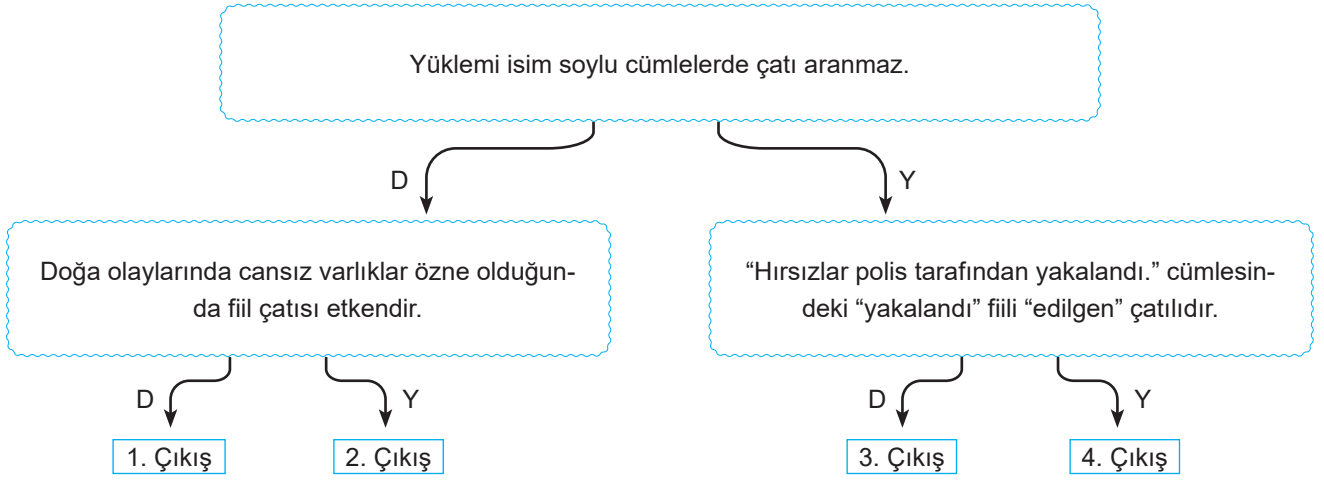 Yüklemi isim soylu cümlelerde çatı aranmaz.
D
Y
Doğa olaylarında cansız varlıklar özne olduğun-
da fiil çatısı etkendir.
“Hırsızlar polis tarafından yakalandı.” cümlesin-
deki “yakalandı” fiili “edilgen” çatılıdır.
D
Y
D
Y
1. Çıkış
2. Çıkış
3. Çıkış
4. Çıkış